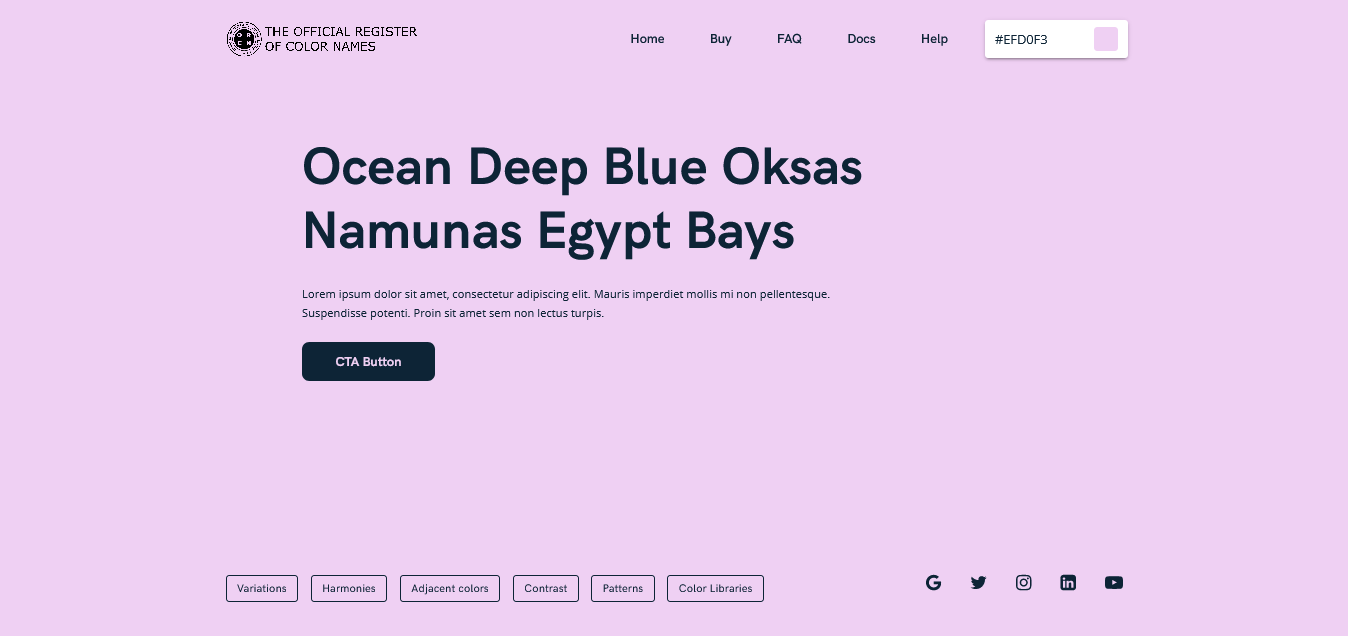 THE OFFICIAL REGISTER
OF COLOR NAMES
Home Buy FAQ Docs Help #EFD0F3
Ocean Deep Blue Oksas
Namunas Egypt Bays
Lorem ipsum dolor sit amet, consectetur adipiscing elit. Mauris imperdiet mollis mi non pellentesque.
Suspendisse potenti. Proin sit amet sem non lectus turpis.
CTA Button
Variations Harmonies Adjacent colors Contrast Patterns Color Libraries